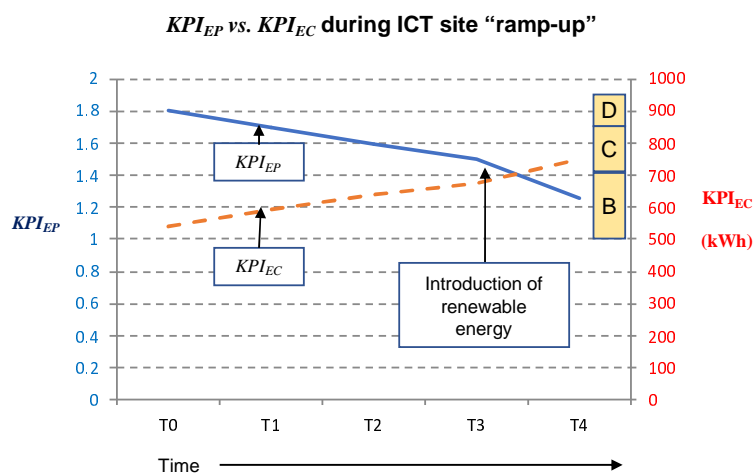 KPIEP vs. KPIEC during ICT site “ramp-up”
2
1.8
1.6
1.4
1.2
1
0.8
0.6
0.4
0.2
0
KPIEP
1000
900
800
700
600
500
400
300
200
100
0
KPIEC
(kWh)
D
C
B
KPIEP
KPIEC
Introduction of
renewable
energy
T0 T1 T2 T3 T4
Time